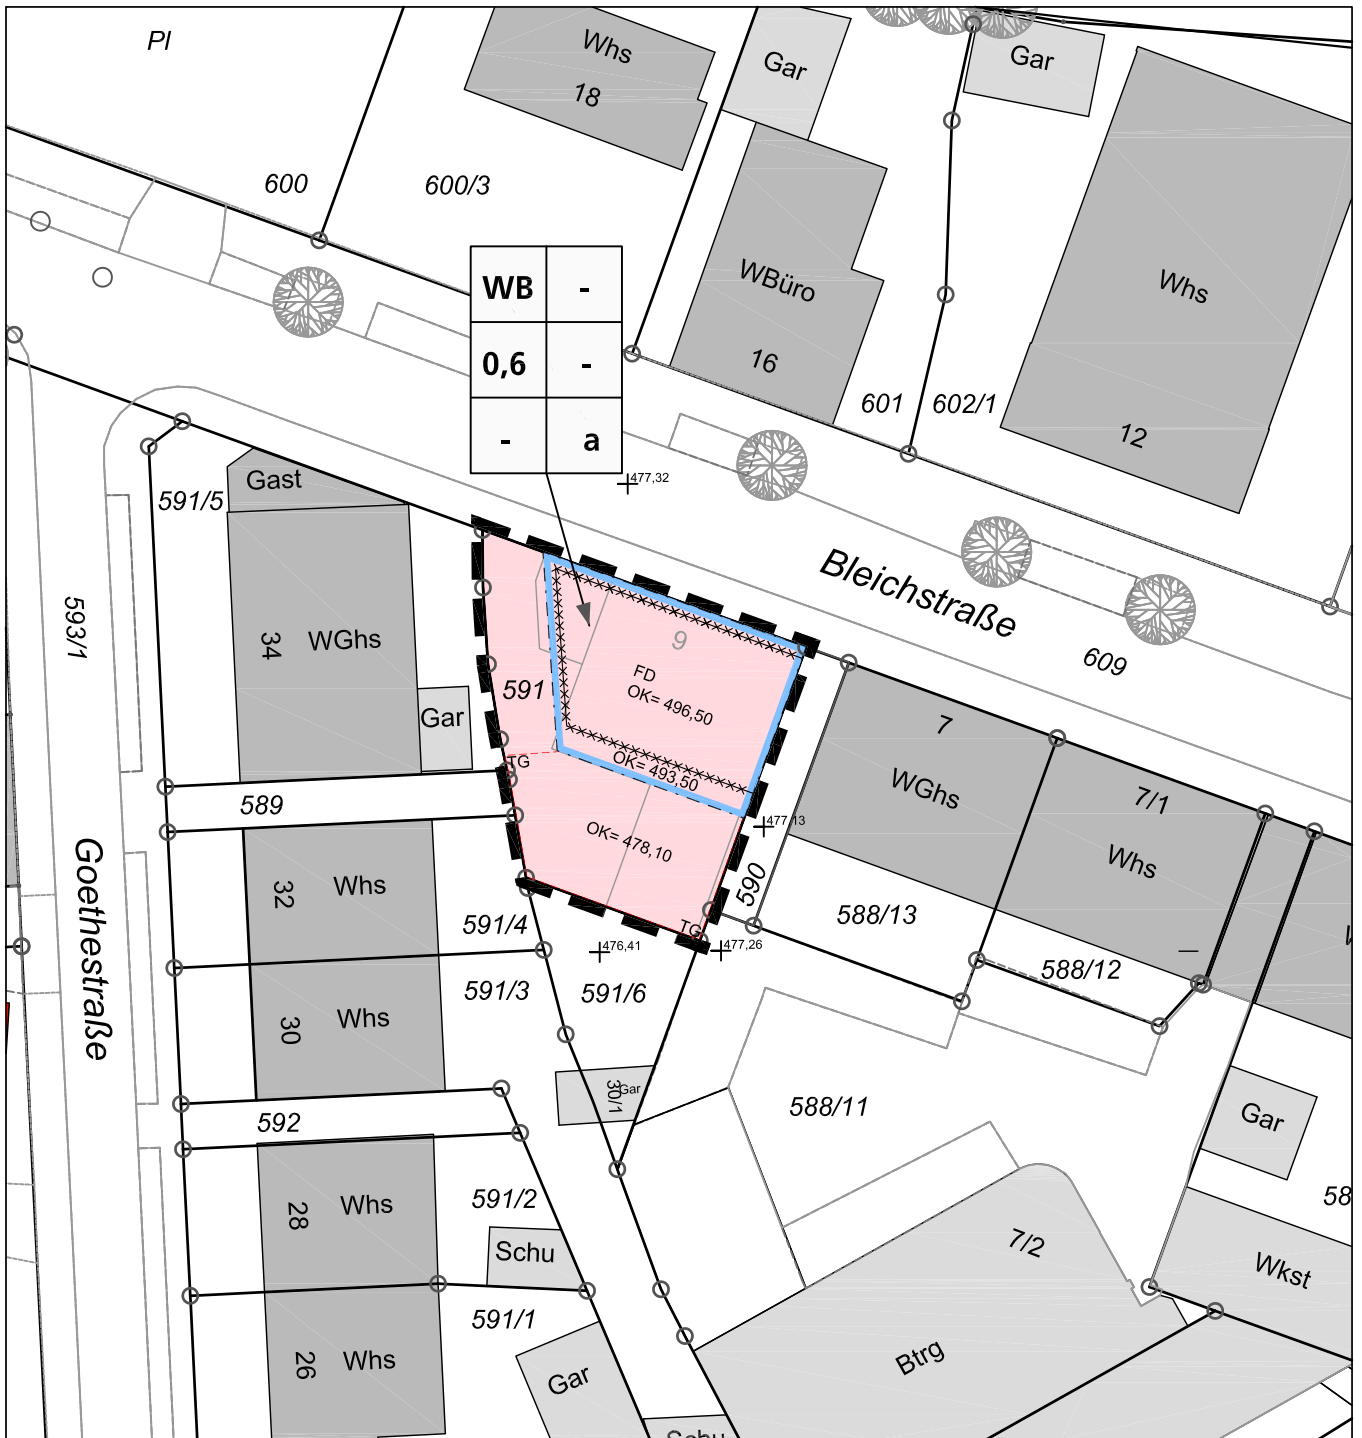 Pl
Whs
18
Gar
Gar
600
600/3
WBüro
16
Whs
12
601
602/1
WB -
0,6 -
- a
477,32
591/5
Gast
Bleichstraße
609
593/1
34
WGhs
Gar
9
FD
OK= 496,50
591
TG
OK= 493,50
OK= 478,10
477,13
7
WGhs
7/1
Whs
589
590
588/13
588/12
Goethestraße
32
Whs
591/4
TG
476,41
477,26
591/3
591/6
30
Whs
30/1
Gar
588/11
592
Gar
28
Whs
591/2
Schu
58
7/2
Wkst
591/1
26
Whs
Gar
Btrg
Schu